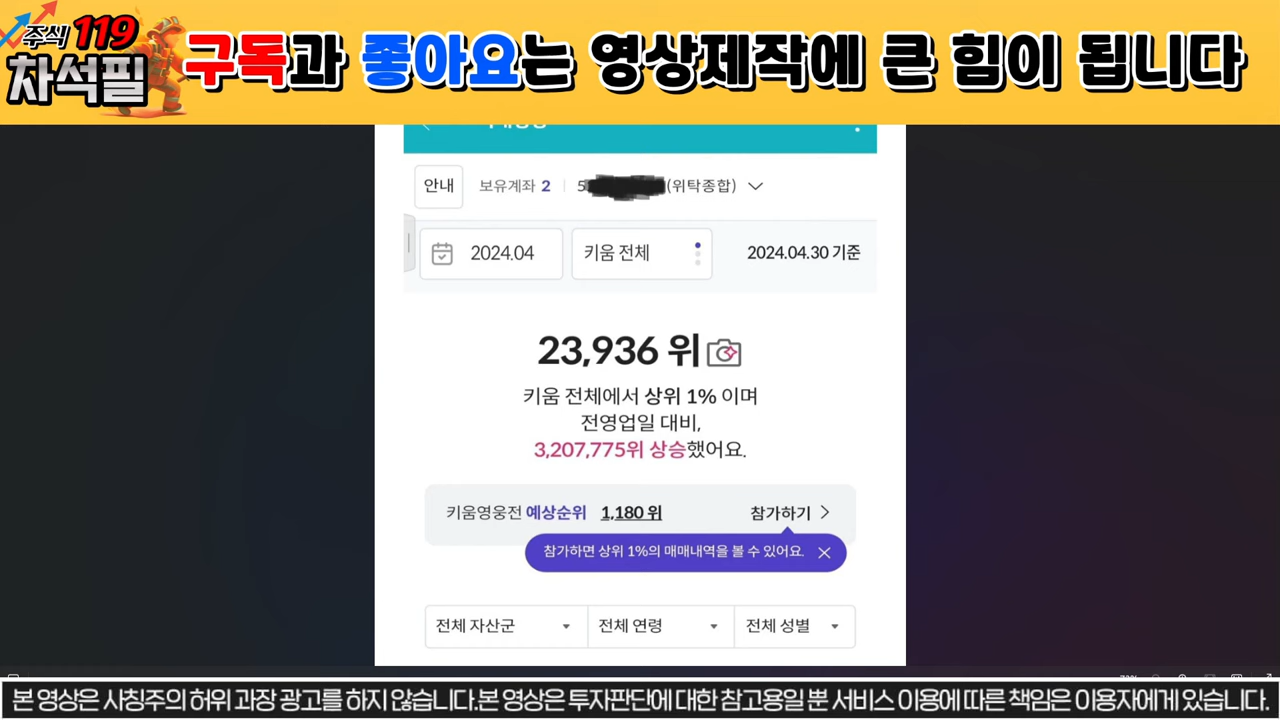 주식 119
차석필
구독과 좋아요는 영상제작에 큰 힘이 됩니다
안내 보유계좌 2 5 (위탁종합)
2024.04 키움 전체 2024.04.30 기준
23,936 위
키움 전체에서 상위 1% 이며
전영업일 대비,
3,207,775위 상승했어요.
키움영웅전 예상순위 1,180 위 참가하기
참가하면 상위 1%의 매매내역을 볼 수 있어요.
전체 자산군 전체 연령 전체 성별
본 영상은 사칭주의 허위 과장 광고를 하지 않습니다.본 영상은 투자판단에 대한 참고용일 뿐 서비스 이용에 따른 책임은 이용자에게 있습니다.